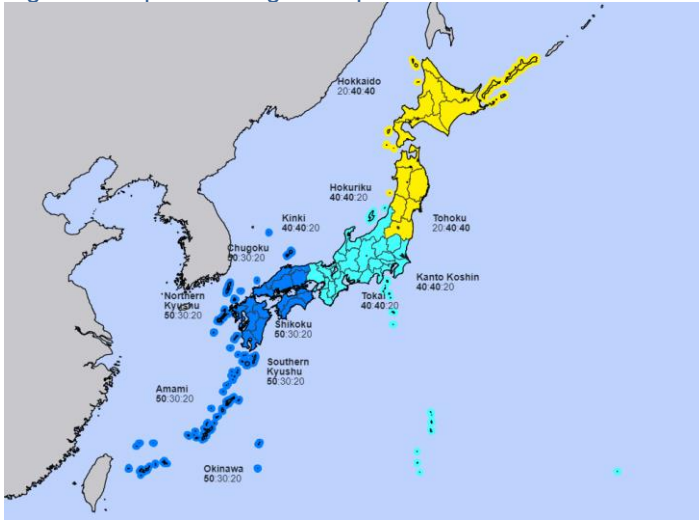 Hokkaido
20:40:40
Hokuriku
40:40:20
Kinki
40:40:20
Tohoku
20:40:40
Chugoku
50:30:20
Kanto Koshin
40:40:20
Northern
Kyushu
50:30:20
Tokai
40:40:20
Shikoku
50:30:20
Southern
Kyushu
50:30:20
Amami
50:30:20
Okinawa
50:30:20